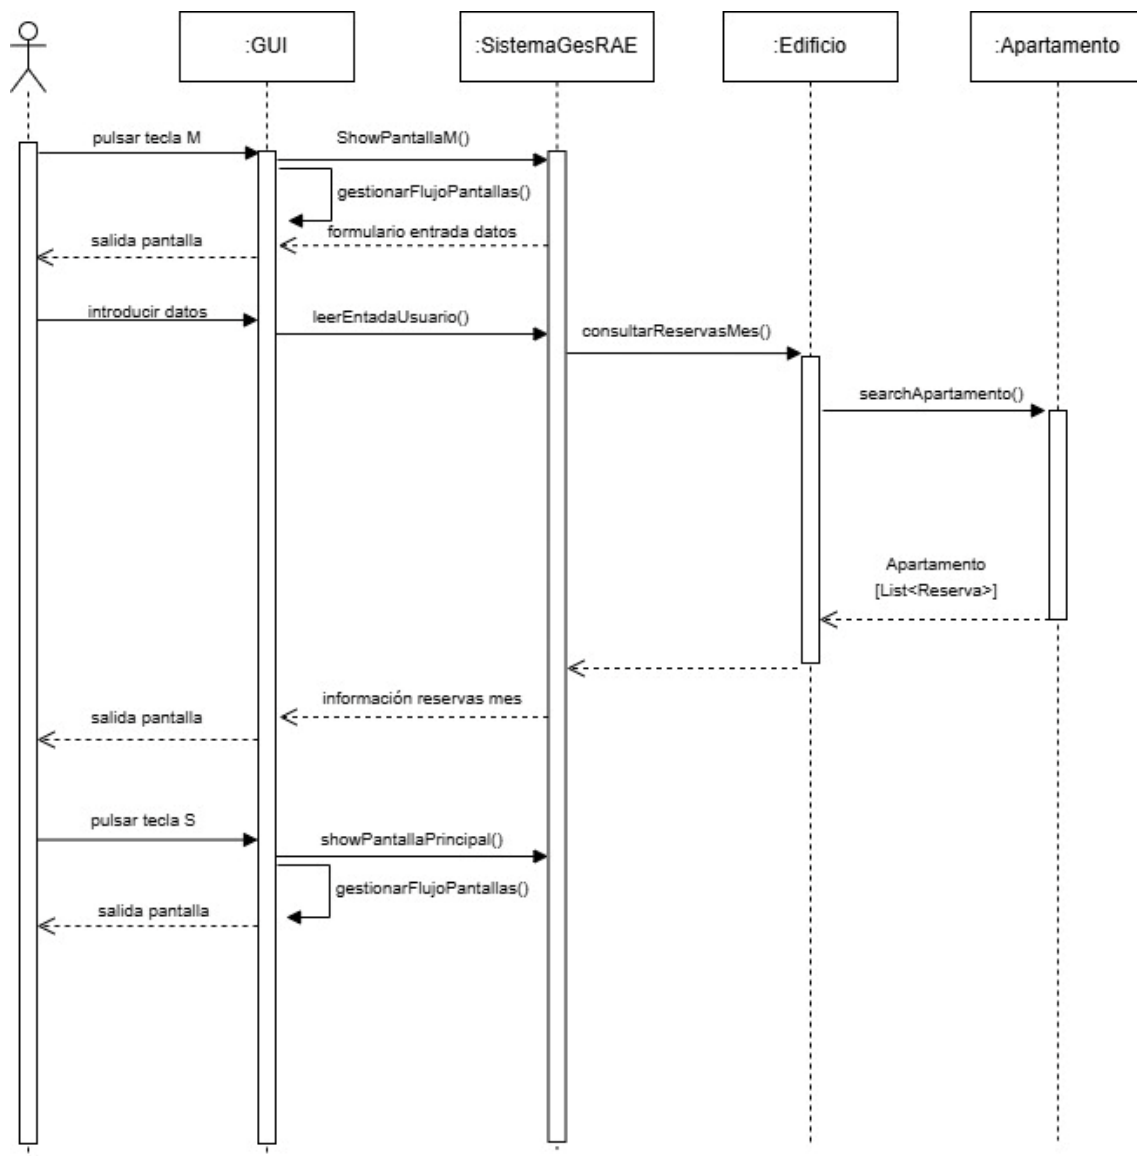 :GUI
:SistemaGesRAE
:Edificio
:Apartamento
pulsar tecla M
ShowPantallaM()
gestionarFlujoPantallas()
formulario entrada datos
salida pantalla
introducir datos
leerEntadaUsuario()
consultarReservasMes()
searchApartamento()
Apartamento
[List<Reserva>]
información reservas mes
salida pantalla
pulsar tecla S
showPantallaPrincipal()
gestionarFlujoPantallas()
salida pantalla